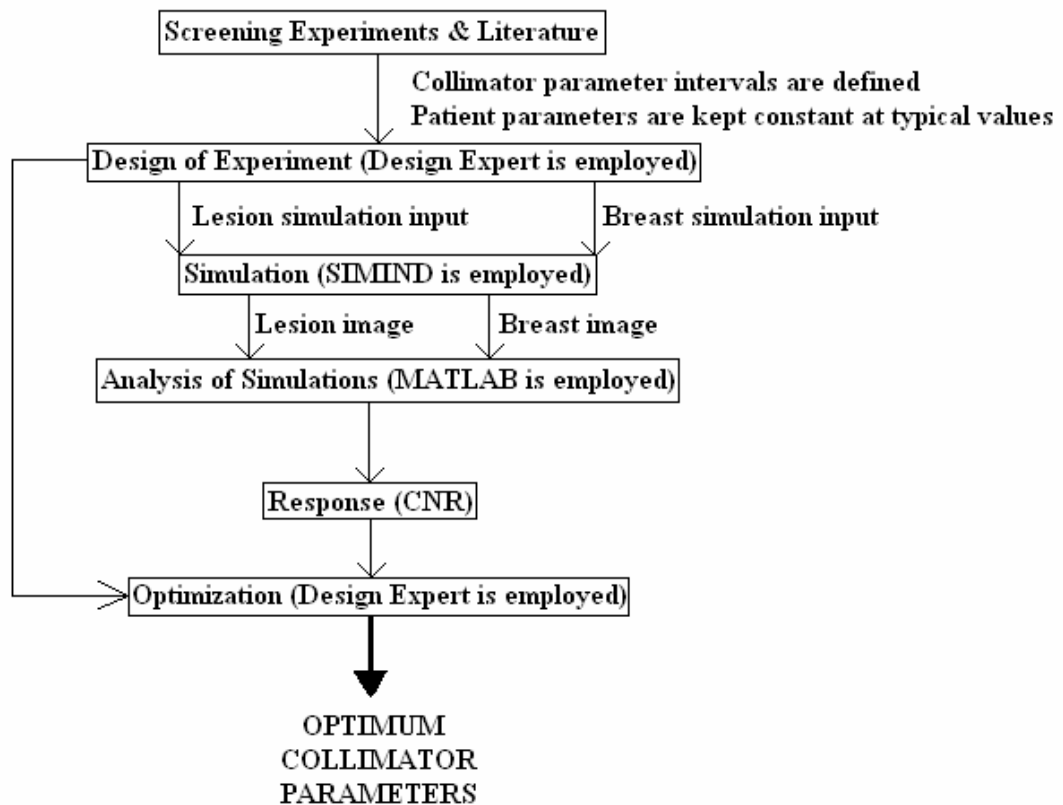 Screening Experiments & Literature
Collimator parameter intervals are defined
Patient parameters are kept constant at typical values
Design of Experiment (Design Expert is employed)
Lesion simulation input
Breast simulation input
Simulation (SIMIND is employed)
Lesion image
Breast image
Analysis of Simulations (MATLAB is employed)
Response (CNR)
Optimization (Design Expert is employed)
OPTIMUM
COLLIMATOR
PARAMETERS